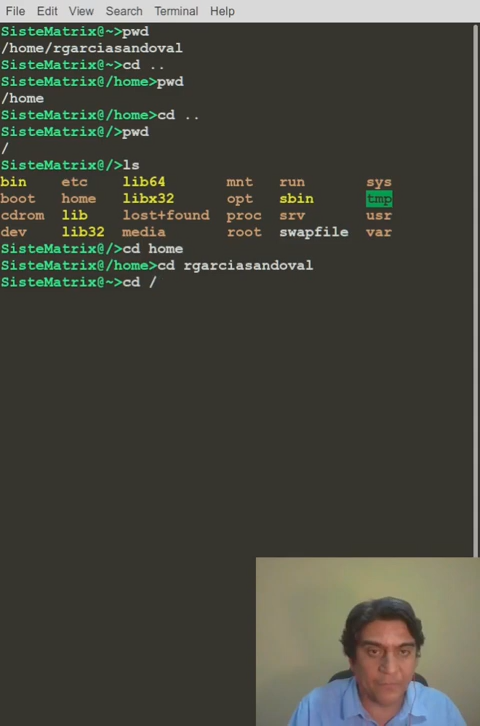 File Edit View Search Terminal Help
SisteMatrix@~>pwd
/home/rgarciasandoval
SisteMatrix@~>cd ..
SisteMatrix@/home>pwd
/home
SisteMatrix@/home>cd ..
SisteMatrix@/>pwd
/
SisteMatrix@/>ls
bin etc lib64 mnt run sys
boot home libx32 opt sbin tmp
cdrom lib lost+found proc srv usr
dev lib32 media root swapfile var
SisteMatrix@/>cd home
SisteMatrix@/home>cd rgarciasandoval
SisteMatrix@~>cd /